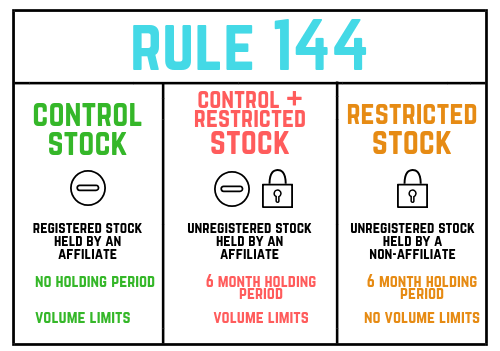 RULE 144
CONTROL
STOCK
REGISTERED STOCK
HELD BY AN
AFFILIATE
NO HOLDING PERIOD
VOLUME LIMITS
CONTROL +
RESTRICTED
STOCK
UNREGISTERED STOCK
HELD BY AN
AFFILIATE
6 MONTH HOLDING
PERIOD
VOLUME LIMITS
RESTRICTED
STOCK
UNREGISTERED STOCK
HELD BY A
NON-AFFILIATE
6 MONTH HOLDING
PERIOD
NO VOLUME LIMITS